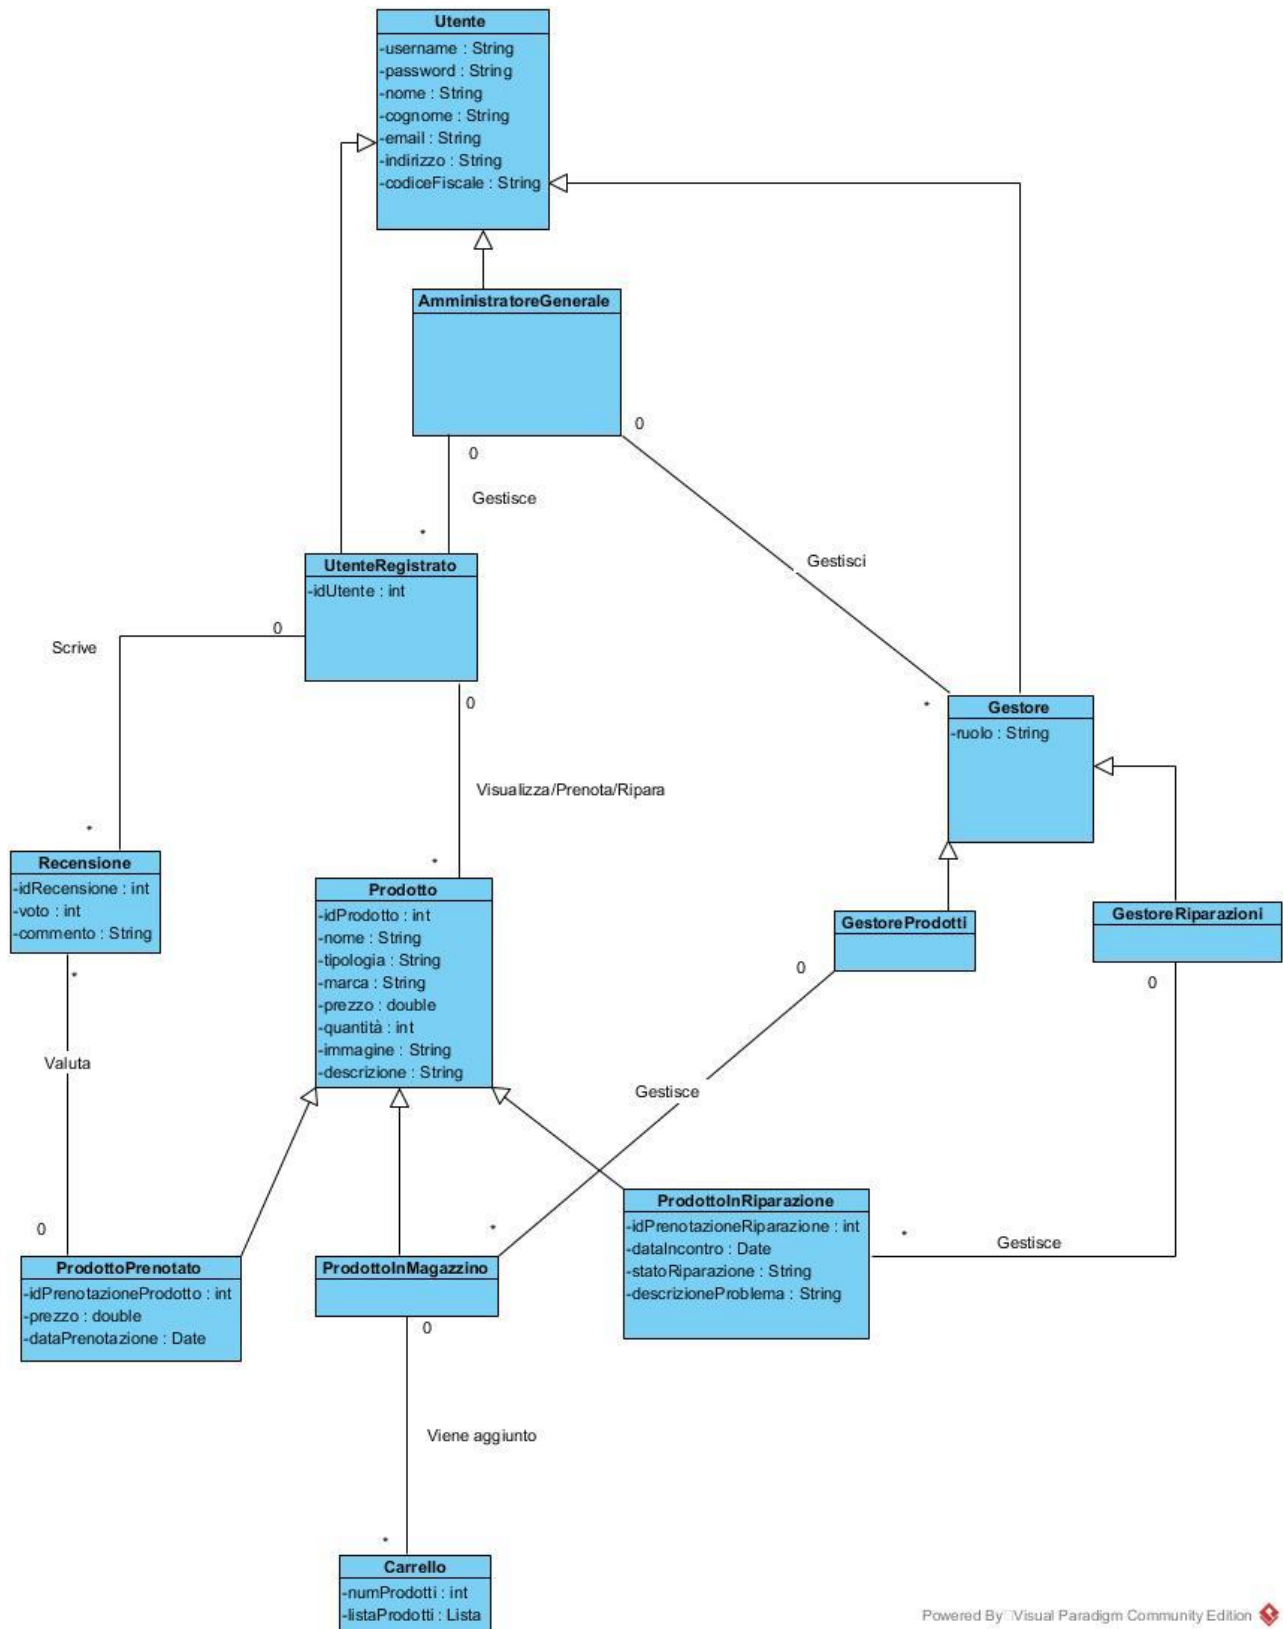 Utente
-username : String
-password : String
-nome : String
-cognome : String
-email : String
-indirizzo : String
-codiceFiscale : String
AmministratoreGenerale
0
0
Gestisce
*
Gestisci
UtenteRegistrato
-idUtente : int
0
Scrive
0
*
Gestore
-ruolo : String
Visualizza/Prenota/Ripara
*
*
Recensione
-idRecensione : int
-voto : int
-commento : String
*
Prodotto
-idProdotto : int
-nome : String
-tipologia : String
-marca : String
-prezzo : double
-quantità : int
-immagine : String
-descrizione : String
GestoreProdotti
0
GestoreRiparazioni
0
Valuta
Gestisce
0
*
ProdottoInRiparazione
-idPrenotazioneRiparazione : int
-dataIncontro : Date
-statoRiparazione : String
-descrizioneProblema : String
*
Gestisce
ProdottoPrenotato
-idPrenotazioneProdotto : int
-prezzo : double
-dataPrenotazione : Date
ProdottoInMagazzino
0
Viene aggiunto
*
Carrello
-numProdotti : int
-listaProdotti : Lista
Powered By Visual Paradigm Community Edition